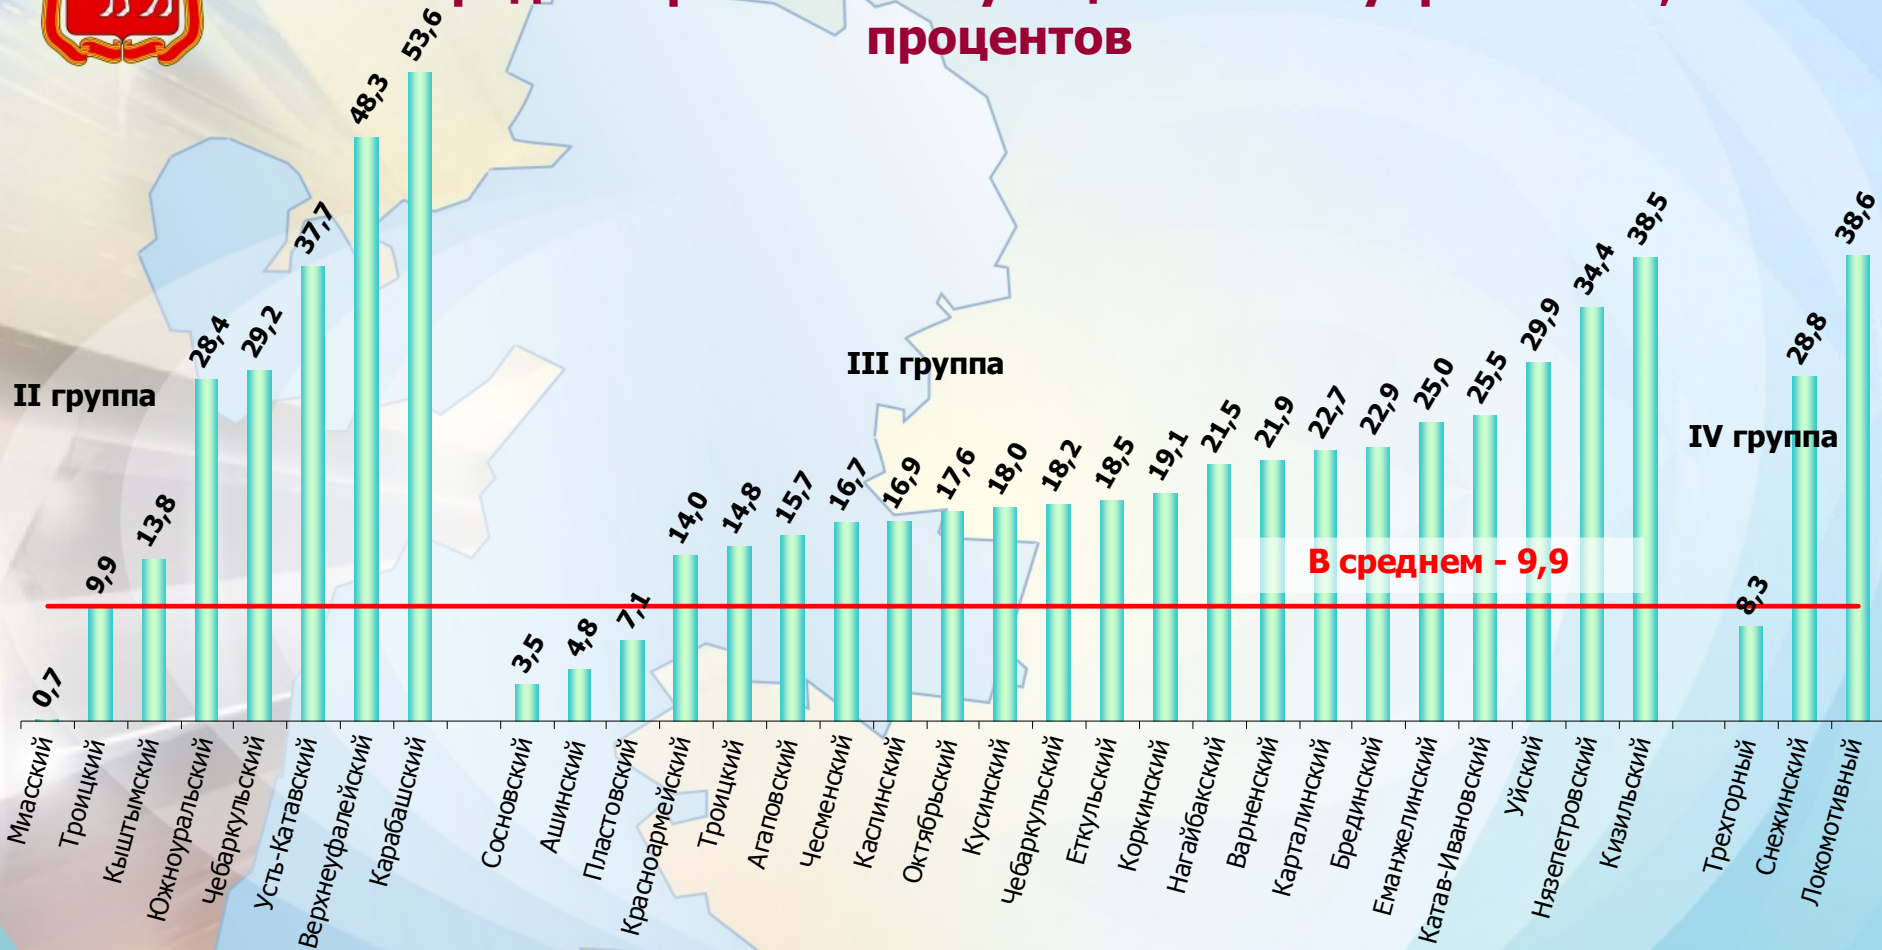 процентов
II группа
III группа
IV группа
0,7
9,9
13,8
28,4
29,2
37,7
48,3
53,6
3,5
4,8
7,1
14,0
14,8
15,7
16,7
16,9
17,6
18,0
18,2
18,5
19,1
21,5
21,9
22,7
22,9
25,0
25,5
29,9
34,4
38,5
8,3
28,8
38,6
В среднем - 9,9
Миасский
Троицкий
Кыштымский
Южноуральский
Чебаркульский
Усть-Катавский
Верхнеуфалейский
Карабашский
Сосновский
Ашинский
Пластовский
Красноармейский
Троицкий
Агаповский
Чесменский
Каслинский
Октябрьский
Кусинский
Чебаркульский
Еткульский
Коркинский
Нагайбакский
Варненский
Карталинский
Брединский
Еманжелинский
Катав-Ивановский
Уйский
Нязепетровский
Кизильский
Трехгорный
Снежинский
Локомотивный